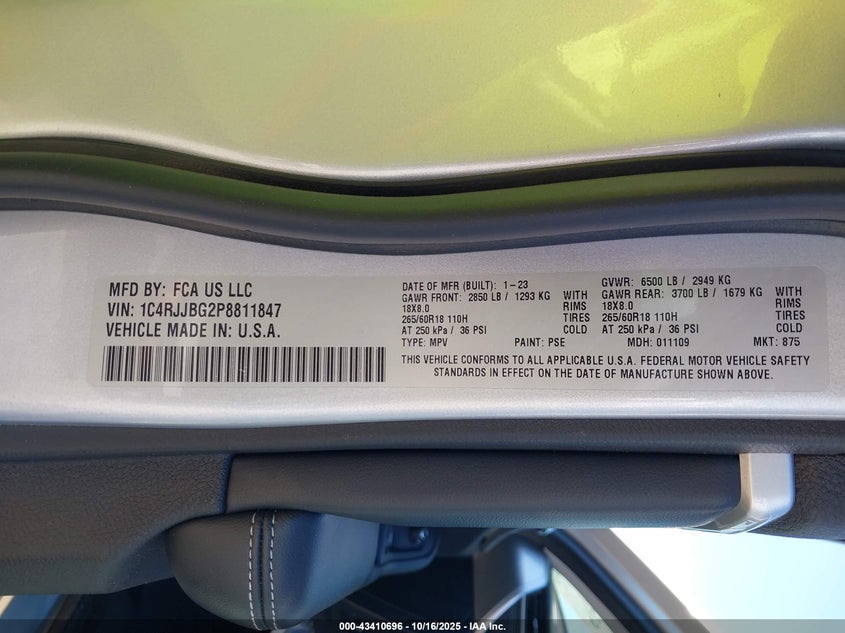 MFD BY: FCA US LLC
VIN: 1C4RJJBG2P8811847
VEHICLE MADE IN: U.S.A.
DATE OF MFR (BUILT): 1-23
GAWR FRONT: 2850 LB / 1293 KG WITH
18X8.0 RIMS
265/60R18 110H TIRES
AT 250 kPa / 36 PSI COLD
TYPE: MPV PAINT: PSE
GVWR: 6500 LB / 2949 KG
GAWR REAR: 3700 LB / 1679 KG WITH
18X8.0 RIMS
265/60R18 110H TIRES
AT 250 kPa / 36 PSI COLD
MDH: 011109 MKT: 875
THIS VEHICLE CONFORMS TO ALL APPLICABLE U.S.A. FEDERAL MOTOR VEHICLE SAFETY
STANDARDS IN EFFECT ON THE DATE OF MANUFACTURE SHOWN ABOVE.
000-43410696 - 10/16/2025 - IAA Inc.